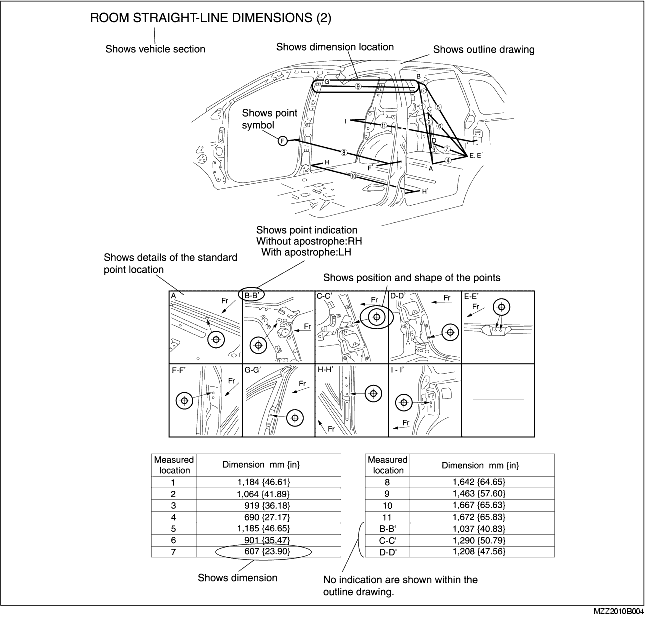 ROOM STRAIGHT-LINE DIMENSIONS (2)
Shows vehicle section
Shows dimension location
Shows outline drawing
Shows point
symbol
G
B
I
F
H
F'
H'
D
A
E, E'
Shows point indication
Without apostrophe:RH
With apostrophe:LH
Shows details of the standard
point location
Shows position and shape of the points
A
Fr
B-B'
Fr
C-C'
Fr
D-D'
Fr
E-E'
Fr
F-F'
Fr
G-G'
Fr
H-H'
Fr
I - I'
Fr
Measured
location
Dimension mm {in}
1 1,184 {46.61}
2 1,064 {41.89}
3 919 {36.18}
4 690 {27.17}
5 1,185 {46.65}
6 901 {35.47}
7 607 {23.90}
Measured
location
Dimension mm {in}
8 1,642 {64.65}
9 1,463 {57.60}
10 1,667 {65.63}
11 1,672 {65.83}
B-B' 1,037 {40.83}
C-C' 1,290 {50.79}
D-D' 1,208 {47.56}
Shows dimension
No indication are shown within the
outline drawing.
MZZ2010B004